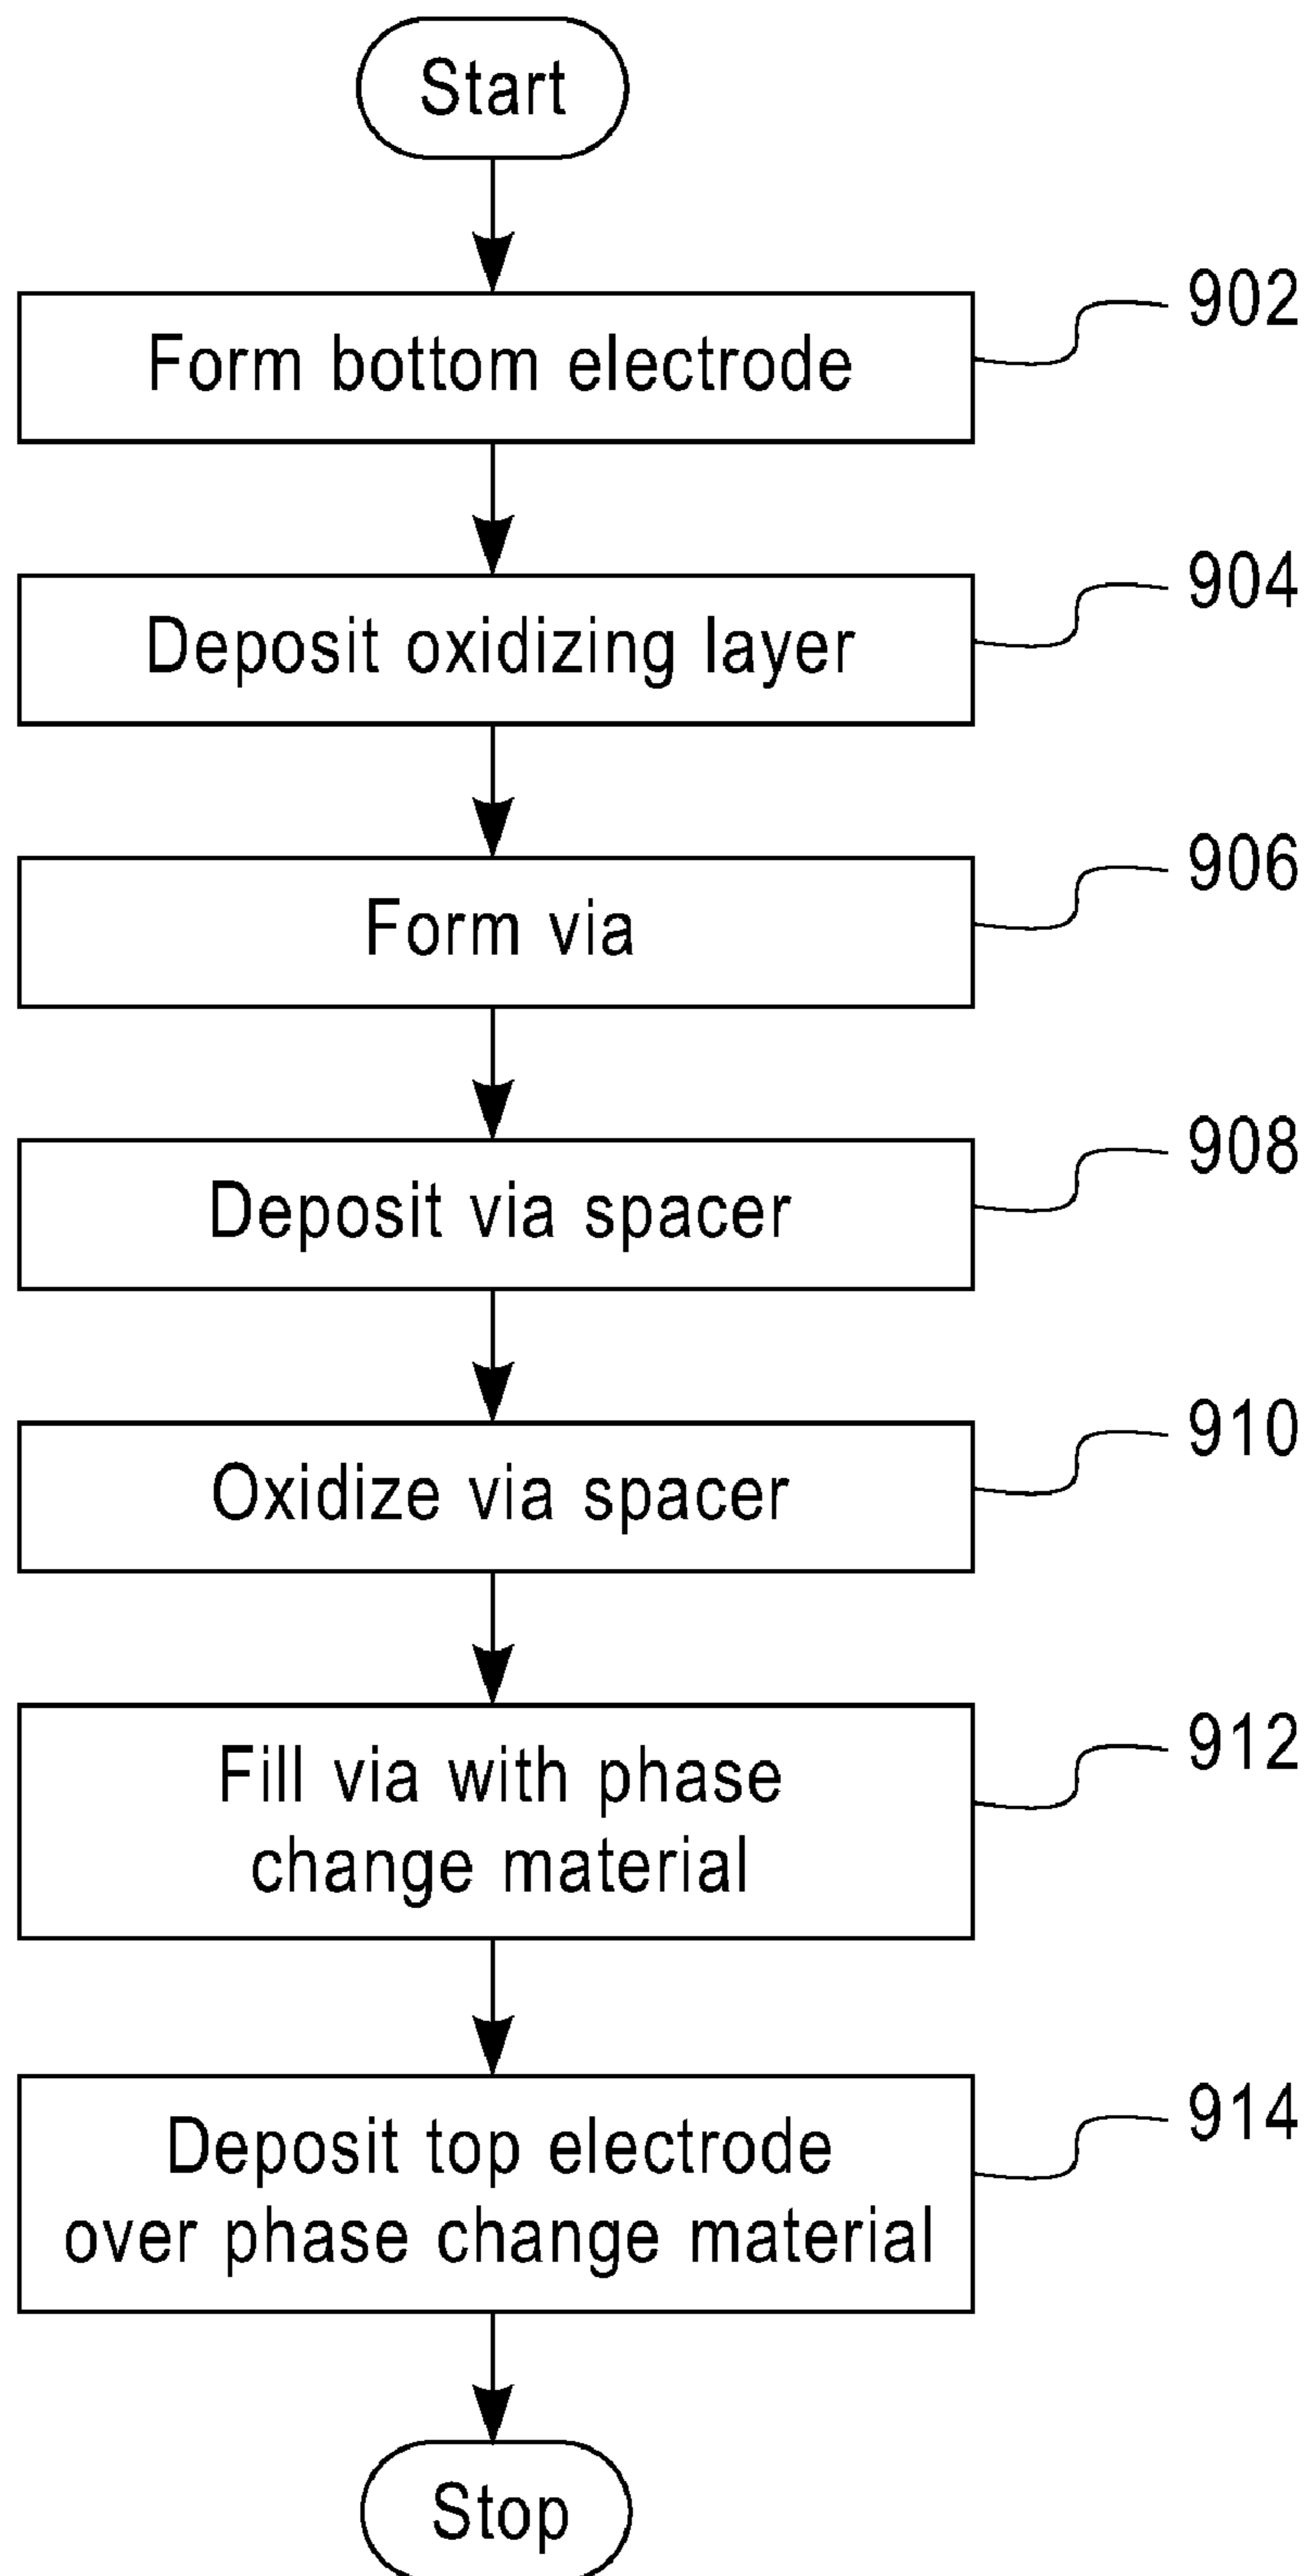 Start
Form bottom electrode
902
Deposit oxidizing layer
904
Form via
906
Deposit via spacer
908
Oxidize via spacer
910
Fill via with phase
change material
912
Deposit top electrode
over phase change material
914
Stop